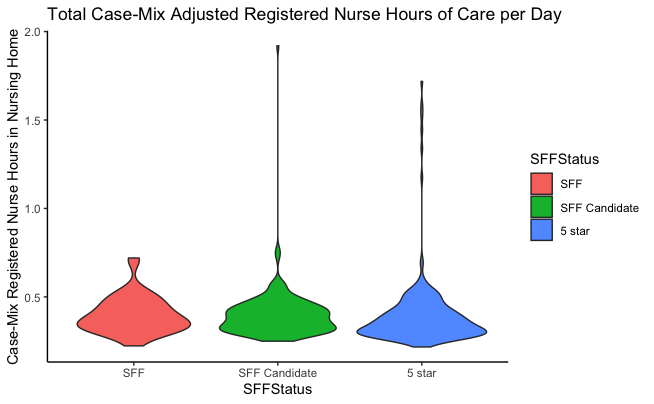 Total Case-Mix Adjusted Registered Nurse Hours of Care per Day
Case-Mix Registered Nurse Hours in Nursing Home
2.0
1.5
1.0
0.5
SFF
SFF Candidate
5 star
SFFStatus
SFFStatus
SFF
SFF Candidate
5 star